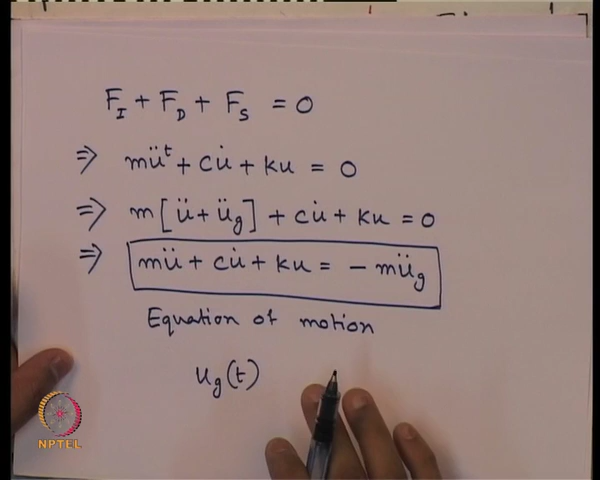 F_I + F_D + F_S = 0
⇒ müᵗ + cu̇ + ku = 0
⇒ m[ü + ü_g] + cu̇ + ku = 0
⇒ mü + cu̇ + ku = - mü_g
Equation of motion
u_g(t)
NPTEL